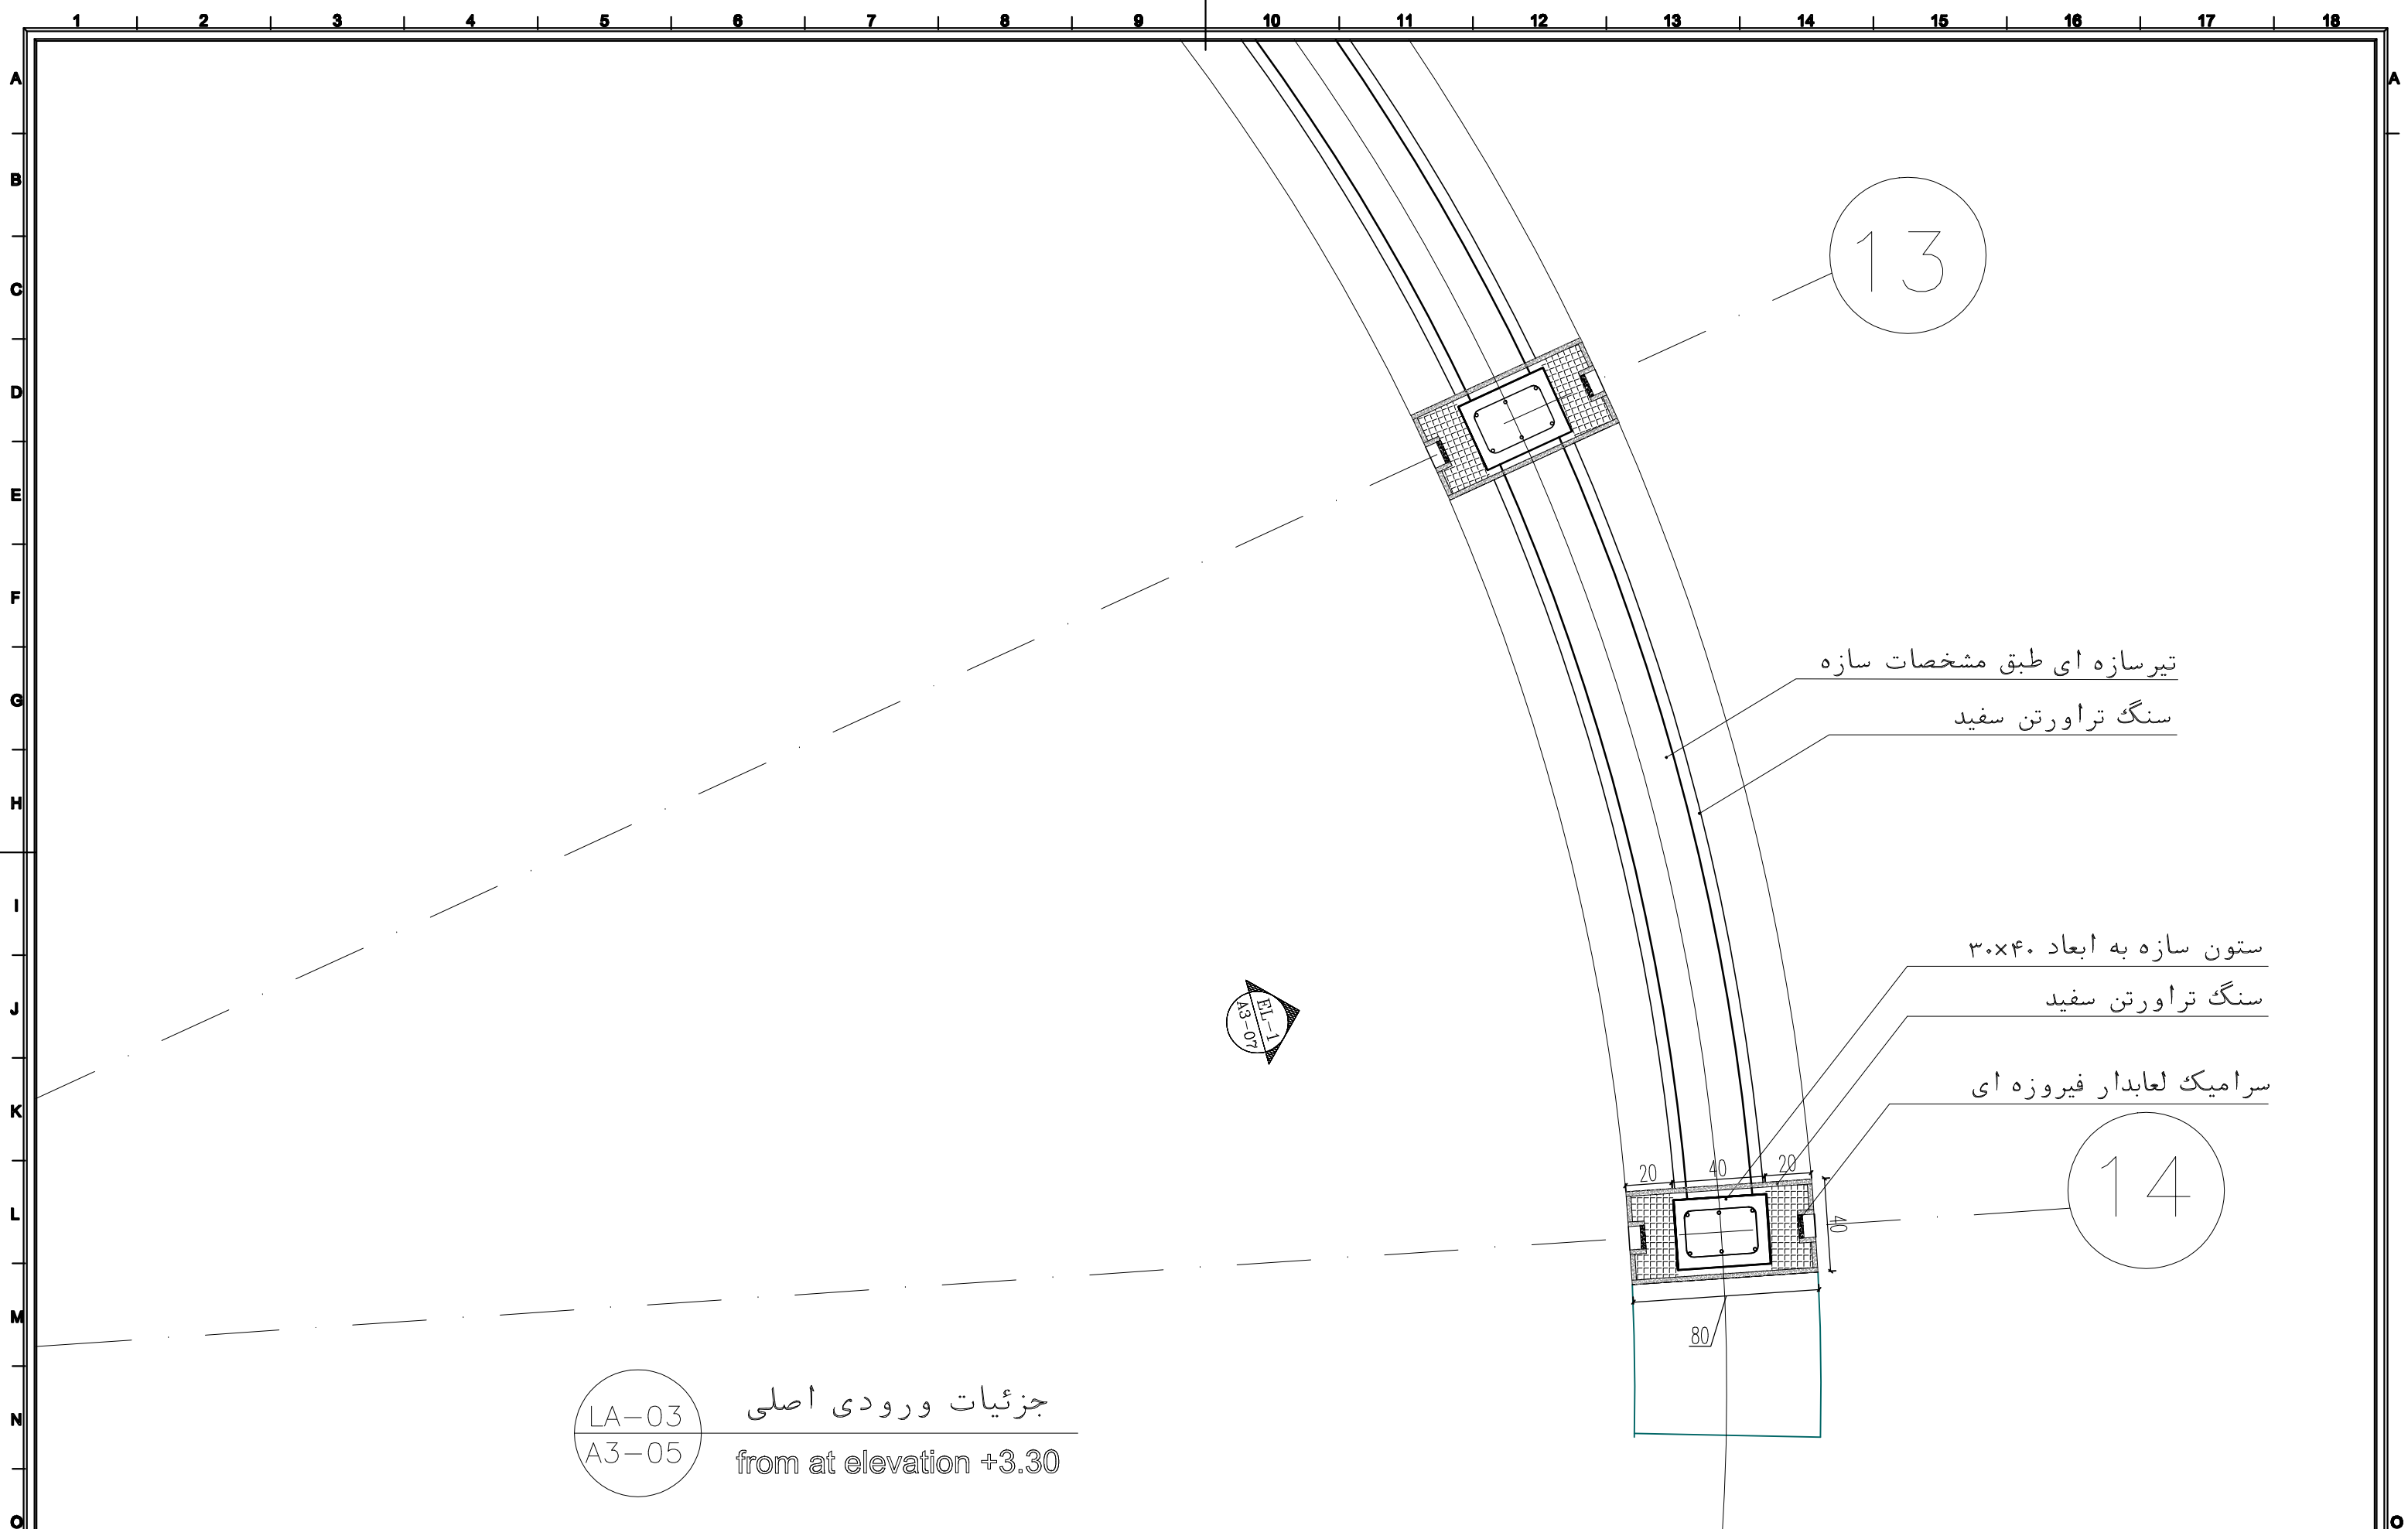 1 2 3 4 5 6 7 8 9 10 11 12 13 14 15 16 17 18
A A
B
C
D
E
F
G
H
I
J
K
L
M
N
O O
13
تیرسازه ای طبق مشخصات سازه
سنگ تراورتن سفید
ستون سازه به ابعاد ۳۰×۴۰
سنگ تراورتن سفید
سرامیک لعابدار فیروزه ای
EL-1
A3-07
14
20 40 20
40
80
جزئیات ورودی اصلی
LA-03
A3-05
from at elevation +3.30